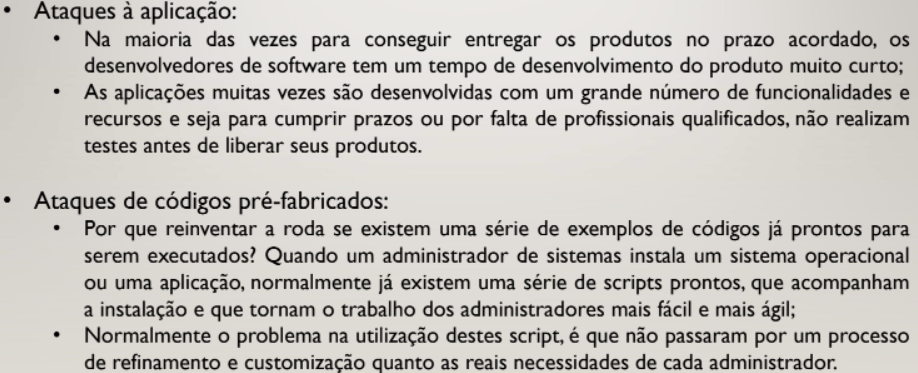 • Ataques à aplicação:
• Na maioria das vezes para conseguir entregar os produtos no prazo acordado, os
desenvolvedores de software tem um tempo de desenvolvimento do produto muito curto;
• As aplicações muitas vezes são desenvolvidas com um grande número de funcionalidades e
recursos e seja para cumprir prazos ou por falta de profissionais qualificados, não realizam
testes antes de liberar seus produtos.
• Ataques de códigos pré-fabricados:
• Por que reinventar a roda se existem uma série de exemplos de códigos já prontos para
serem executados? Quando um administrador de sistemas instala um sistema operacional
ou uma aplicação, normalmente já existem uma série de scripts prontos, que acompanham
a instalação e que tornam o trabalho dos administradores mais fácil e mais ágil;
• Normalmente o problema na utilização destes script, é que não passaram por um processo
de refinamento e customização quanto as reais necessidades de cada administrador.